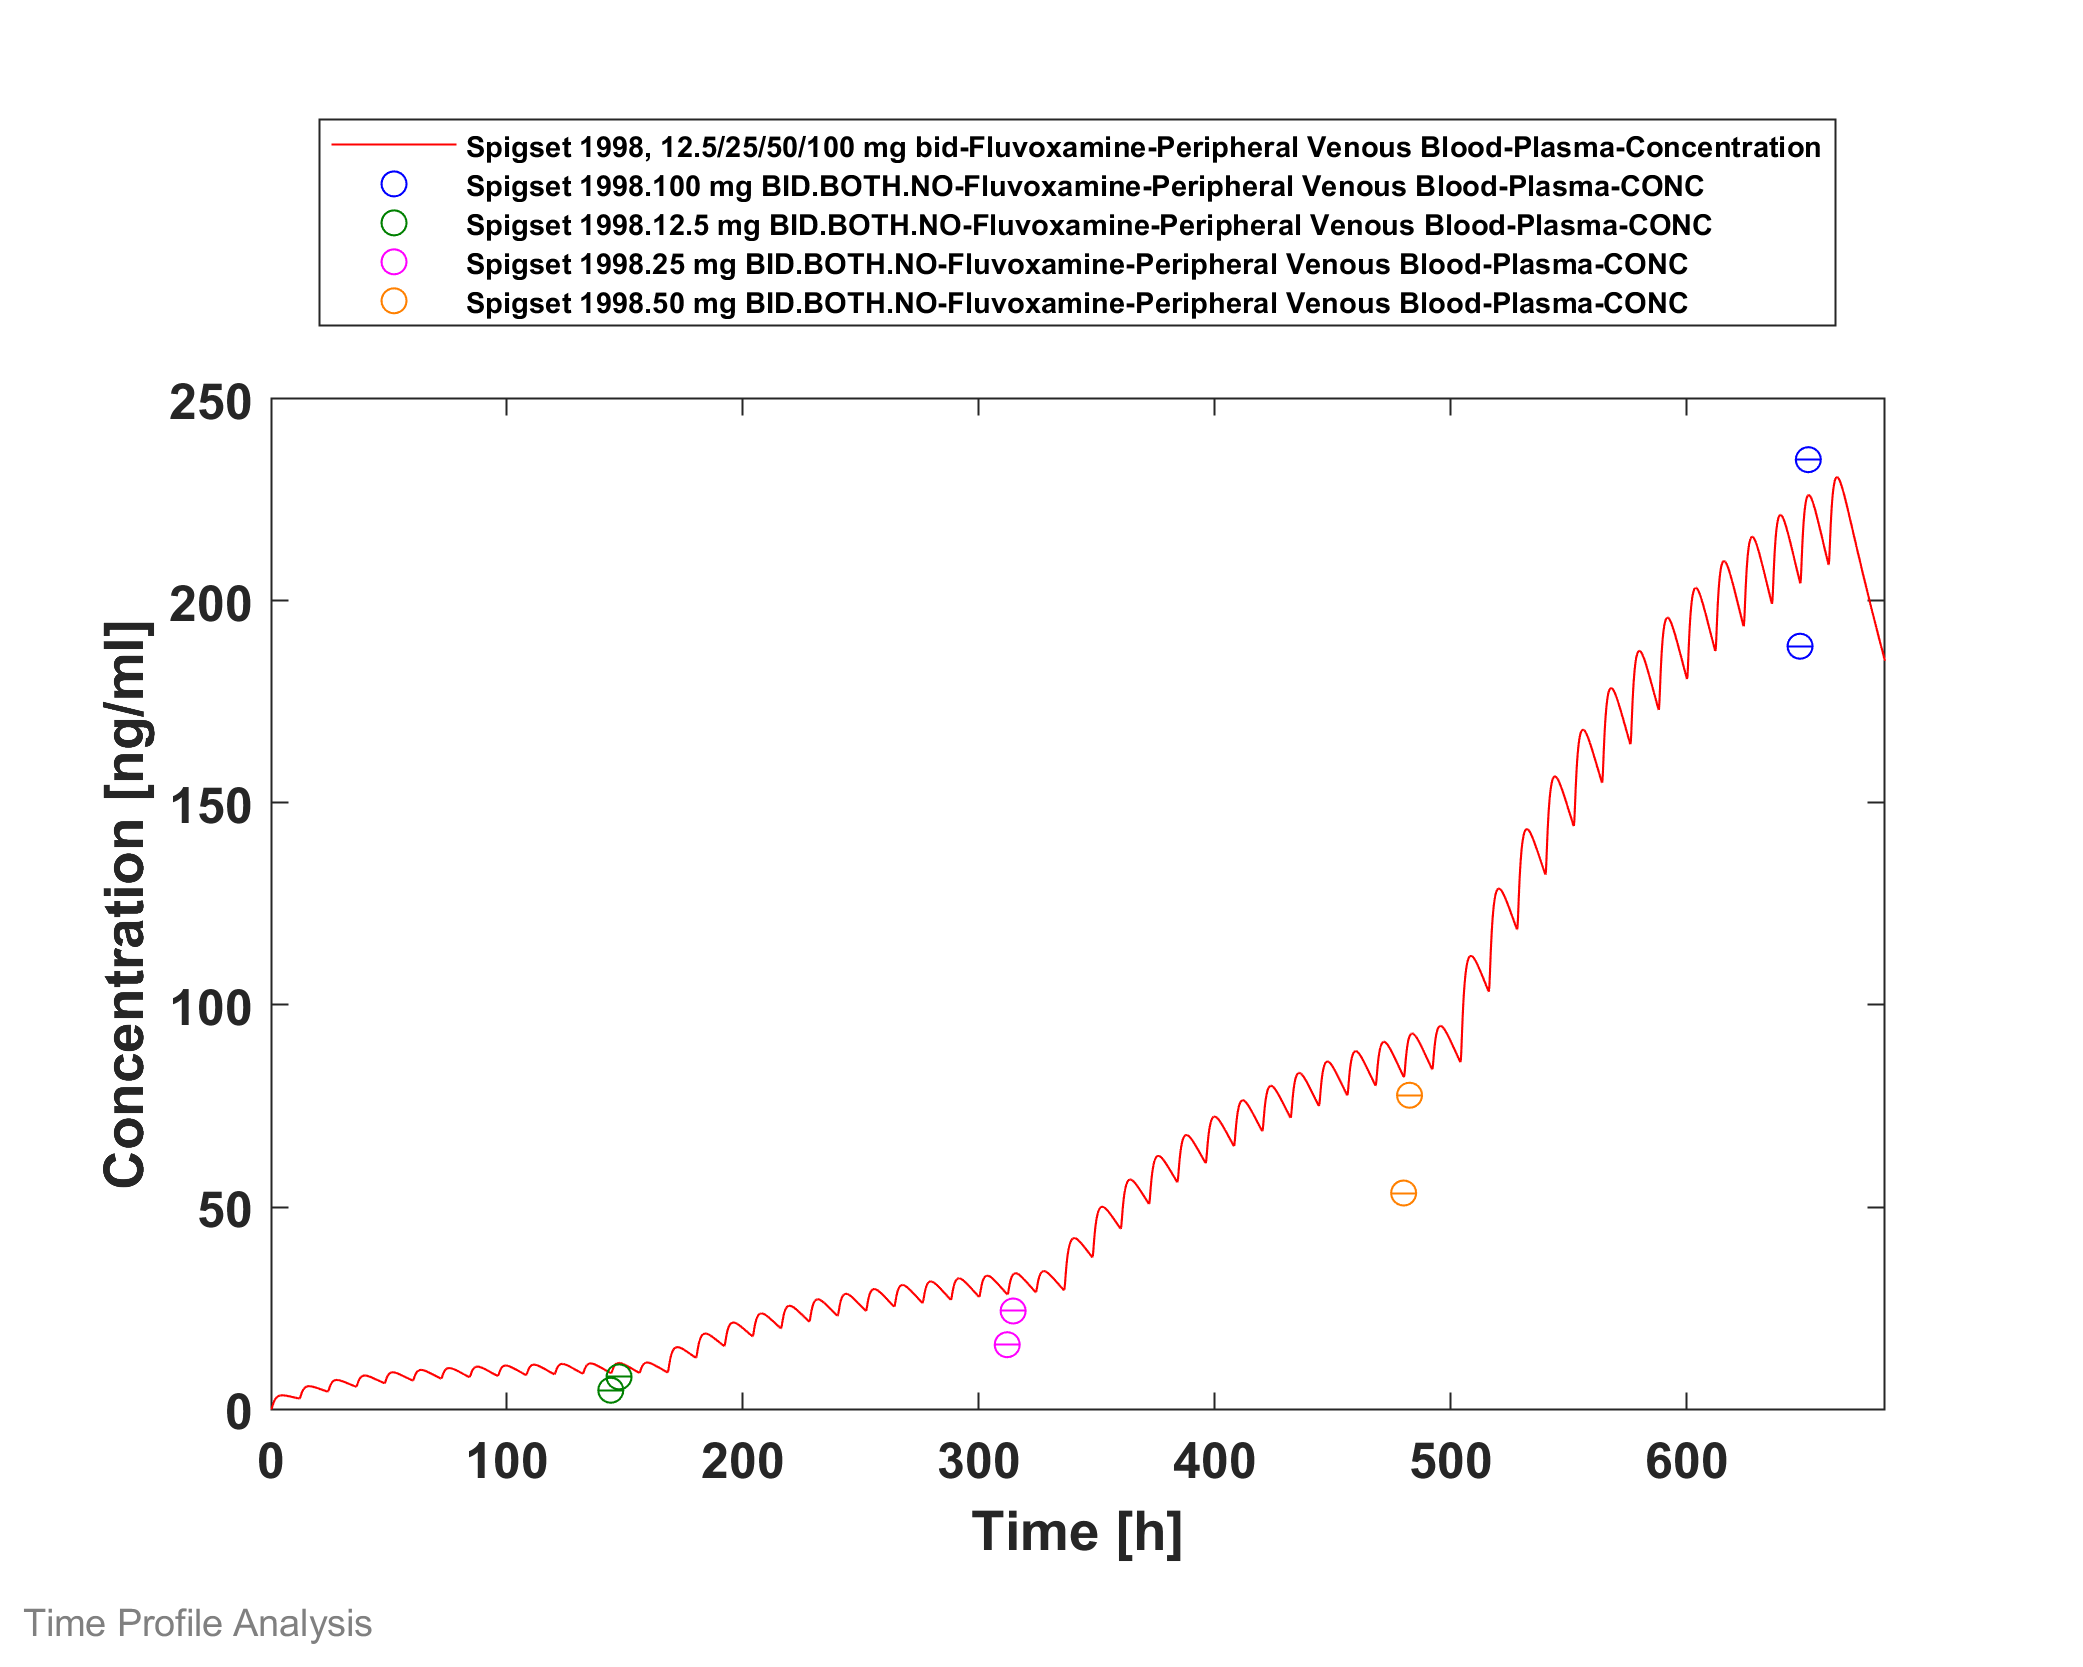 Spigset 1998, 12.5/25/50/100 mg bid-Fluvoxamine-Peripheral Venous Blood-Plasma-Concentration
Spigset 1998.100 mg BID.BOTH.NO-Fluvoxamine-Peripheral Venous Blood-Plasma-CONC
Spigset 1998.12.5 mg BID.BOTH.NO-Fluvoxamine-Peripheral Venous Blood-Plasma-CONC
Spigset 1998.25 mg BID.BOTH.NO-Fluvoxamine-Peripheral Venous Blood-Plasma-CONC
Spigset 1998.50 mg BID.BOTH.NO-Fluvoxamine-Peripheral Venous Blood-Plasma-CONC
250
200
150
100
50
0
Concentration [ng/ml]
0 100 200 300 400 500 600
Time [h]
Time Profile Analysis